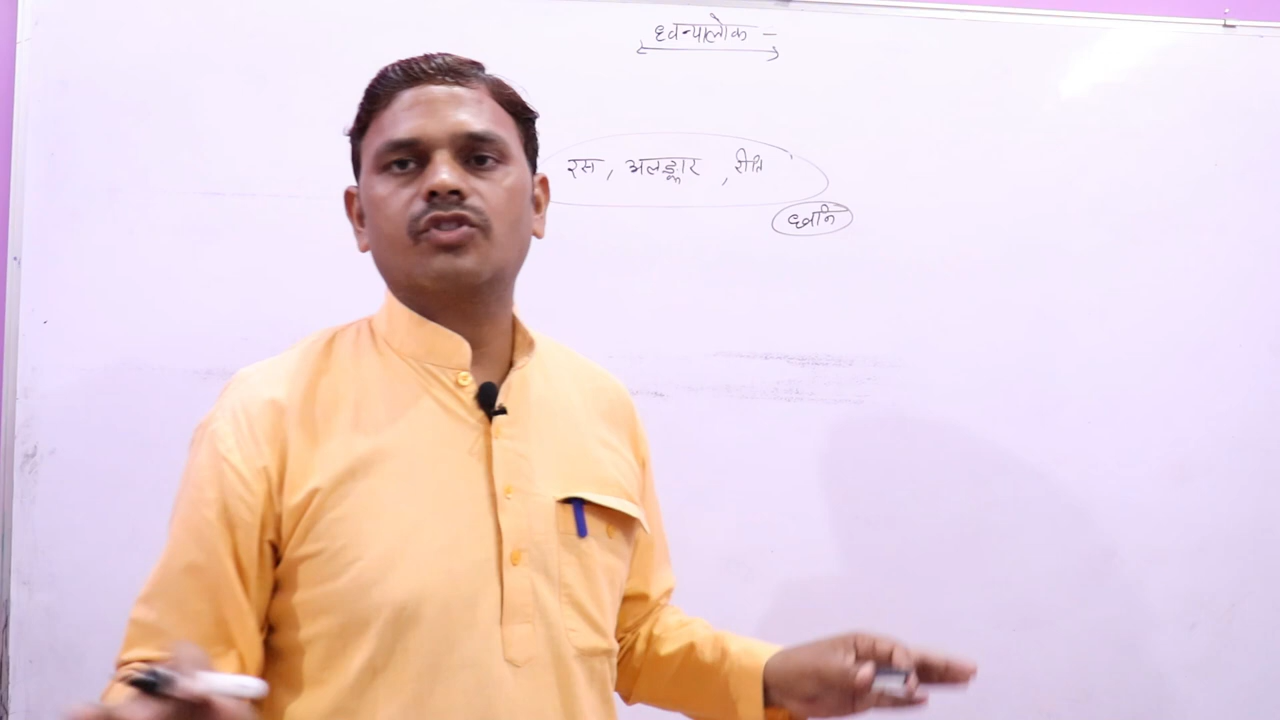 ध्वन्यालोक -
रस, अलङ्कार, रीति
ध्वनि